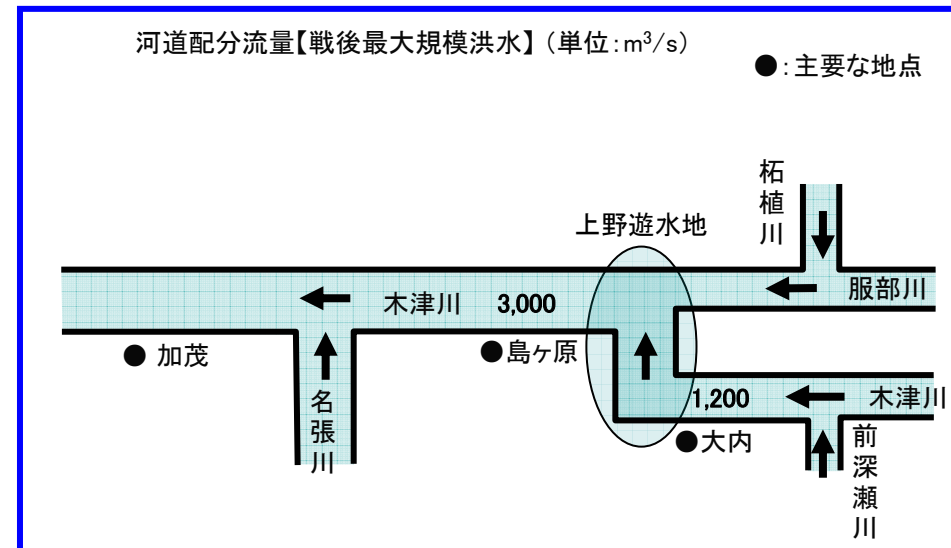 河道配分流量【戦後最大規模洪水】（単位：m³/s）
●：主要な地点
柘植川
上野遊水地
服部川
木津川 3,000
● 加茂
●島ヶ原
名張川
1,200
木津川
●大内
前深瀬川